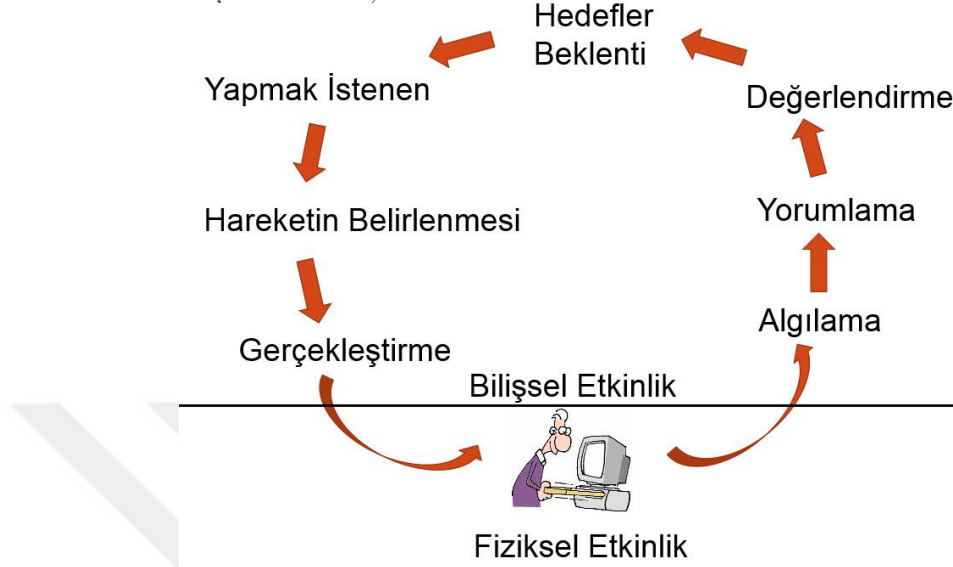 Hedefler
Beklenti
Yapmak İstenen
Değerlendirme
Hareketin Belirlenmesi
Yorumlama
Gerçekleştirme
Algılama
Bilişsel Etkinlik
Fiziksel Etkinlik